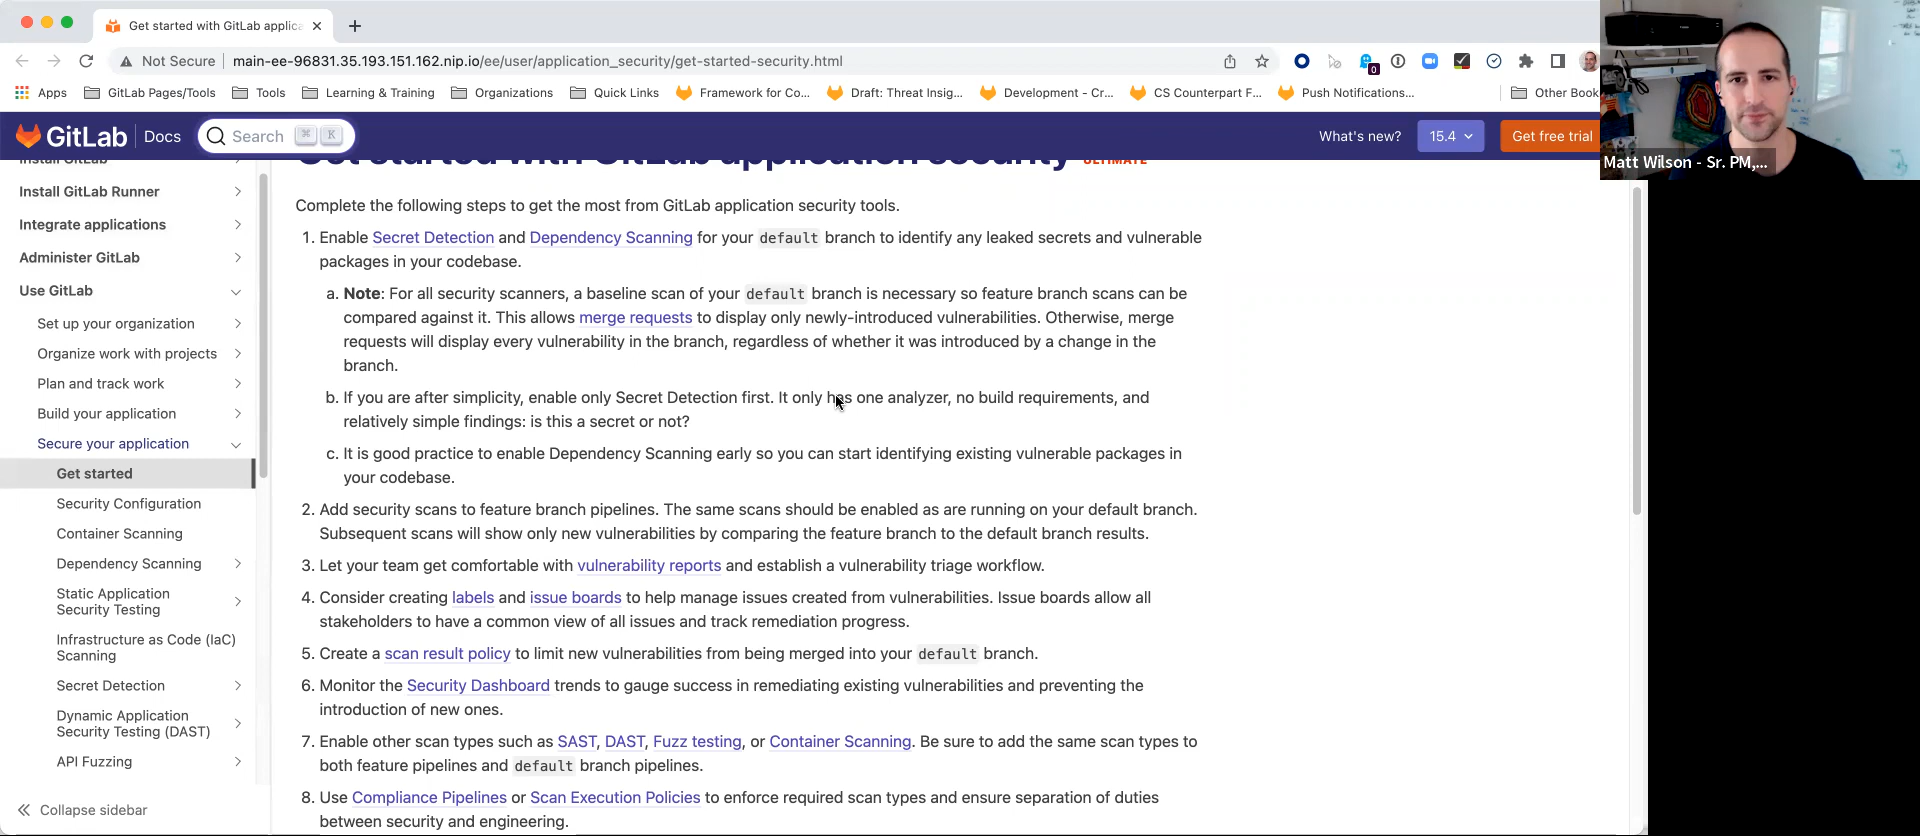 Get started with GitLab applica
Not Secure
main-ee-96831.35.193.151.162.nip.io/ee/user/application_security/get-started-security.html
0
Apps
GitLab Pages/Tools
Tools
Learning & Training
Organizations
Quick Links
Framework for Co...
Draft: Threat Insig...
Development - Cr...
CS Counterpart F...
Push Notifications...
Other Book
Matt Wilson - Sr. PM,...
GitLab
Docs
Search ⌘ K
What's new?
15.4
Get free trial
Install GitLab
Install GitLab Runner
Integrate applications
Administer GitLab
Use GitLab
Set up your organization
Organize work with projects
Plan and track work
Build your application
Secure your application
Get started
Security Configuration
Container Scanning
Dependency Scanning
Static Application
Security Testing
Infrastructure as Code (IaC)
Scanning
Secret Detection
Dynamic Application
Security Testing (DAST)
API Fuzzing
Collapse sidebar
Get started with GitLab application security ULTIMATE
Complete the following steps to get the most from GitLab application security tools.
1. Enable Secret Detection and Dependency Scanning for your default branch to identify any leaked secrets and vulnerable
packages in your codebase.
a. Note: For all security scanners, a baseline scan of your default branch is necessary so feature branch scans can be
compared against it. This allows merge requests to display only newly-introduced vulnerabilities. Otherwise, merge
requests will display every vulnerability in the branch, regardless of whether it was introduced by a change in the
branch.
b. If you are after simplicity, enable only Secret Detection first. It only has one analyzer, no build requirements, and
relatively simple findings: is this a secret or not?
c. It is good practice to enable Dependency Scanning early so you can start identifying existing vulnerable packages in
your codebase.
2. Add security scans to feature branch pipelines. The same scans should be enabled as are running on your default branch.
Subsequent scans will show only new vulnerabilities by comparing the feature branch to the default branch results.
3. Let your team get comfortable with vulnerability reports and establish a vulnerability triage workflow.
4. Consider creating labels and issue boards to help manage issues created from vulnerabilities. Issue boards allow all
stakeholders to have a common view of all issues and track remediation progress.
5. Create a scan result policy to limit new vulnerabilities from being merged into your default branch.
6. Monitor the Security Dashboard trends to gauge success in remediating existing vulnerabilities and preventing the
introduction of new ones.
7. Enable other scan types such as SAST, DAST, Fuzz testing, or Container Scanning. Be sure to add the same scan types to
both feature pipelines and default branch pipelines.
8. Use Compliance Pipelines or Scan Execution Policies to enforce required scan types and ensure separation of duties
between security and engineering.